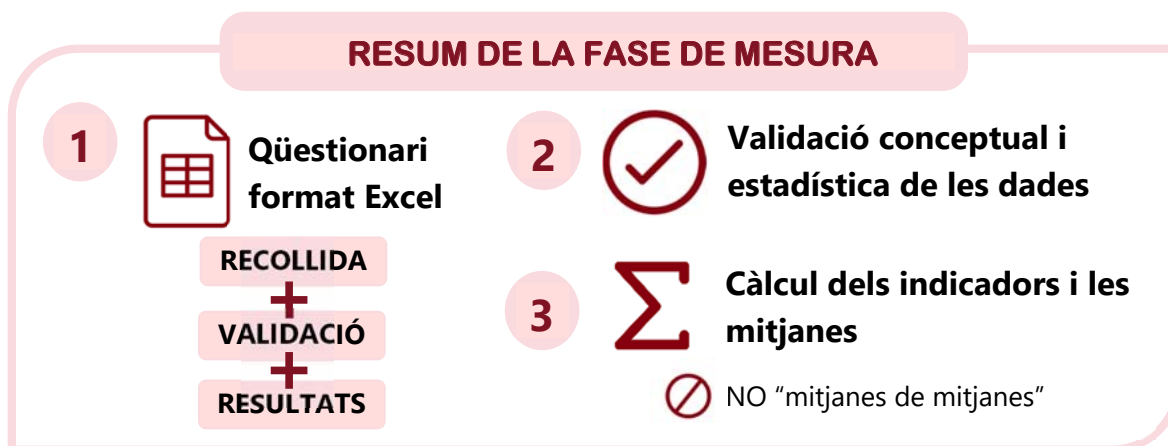 RESUM DE LA FASE DE MESURA
1
Qüestionari
format Excel
RECOLLIDA
+
VALIDACIÓ
+
RESULTATS
2
Validació conceptual i
estadística de les dades
3
Σ
Càlcul dels indicadors i les
mitjanes
NO “mitjanes de mitjanes”